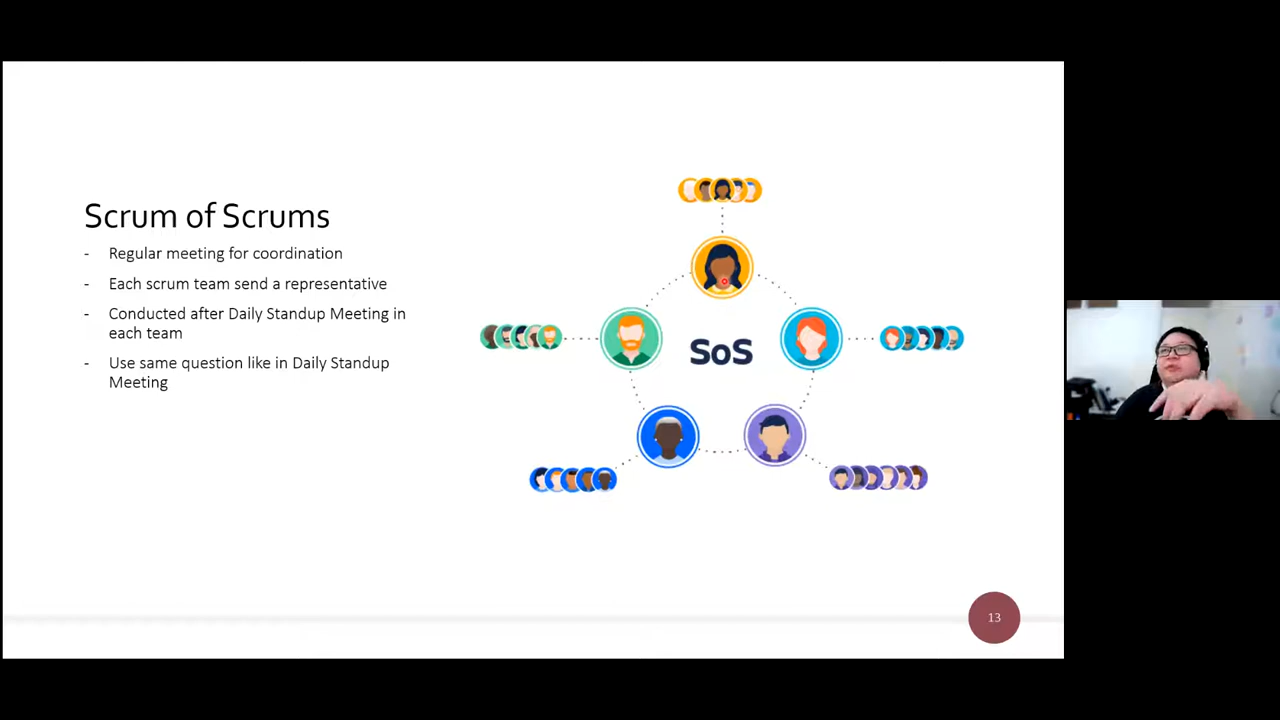 Scrum of Scrums
- Regular meeting for coordination
- Each scrum team send a representative
- Conducted after Daily Standup Meeting in
each team
- Use same question like in Daily Standup
Meeting
SoS
13